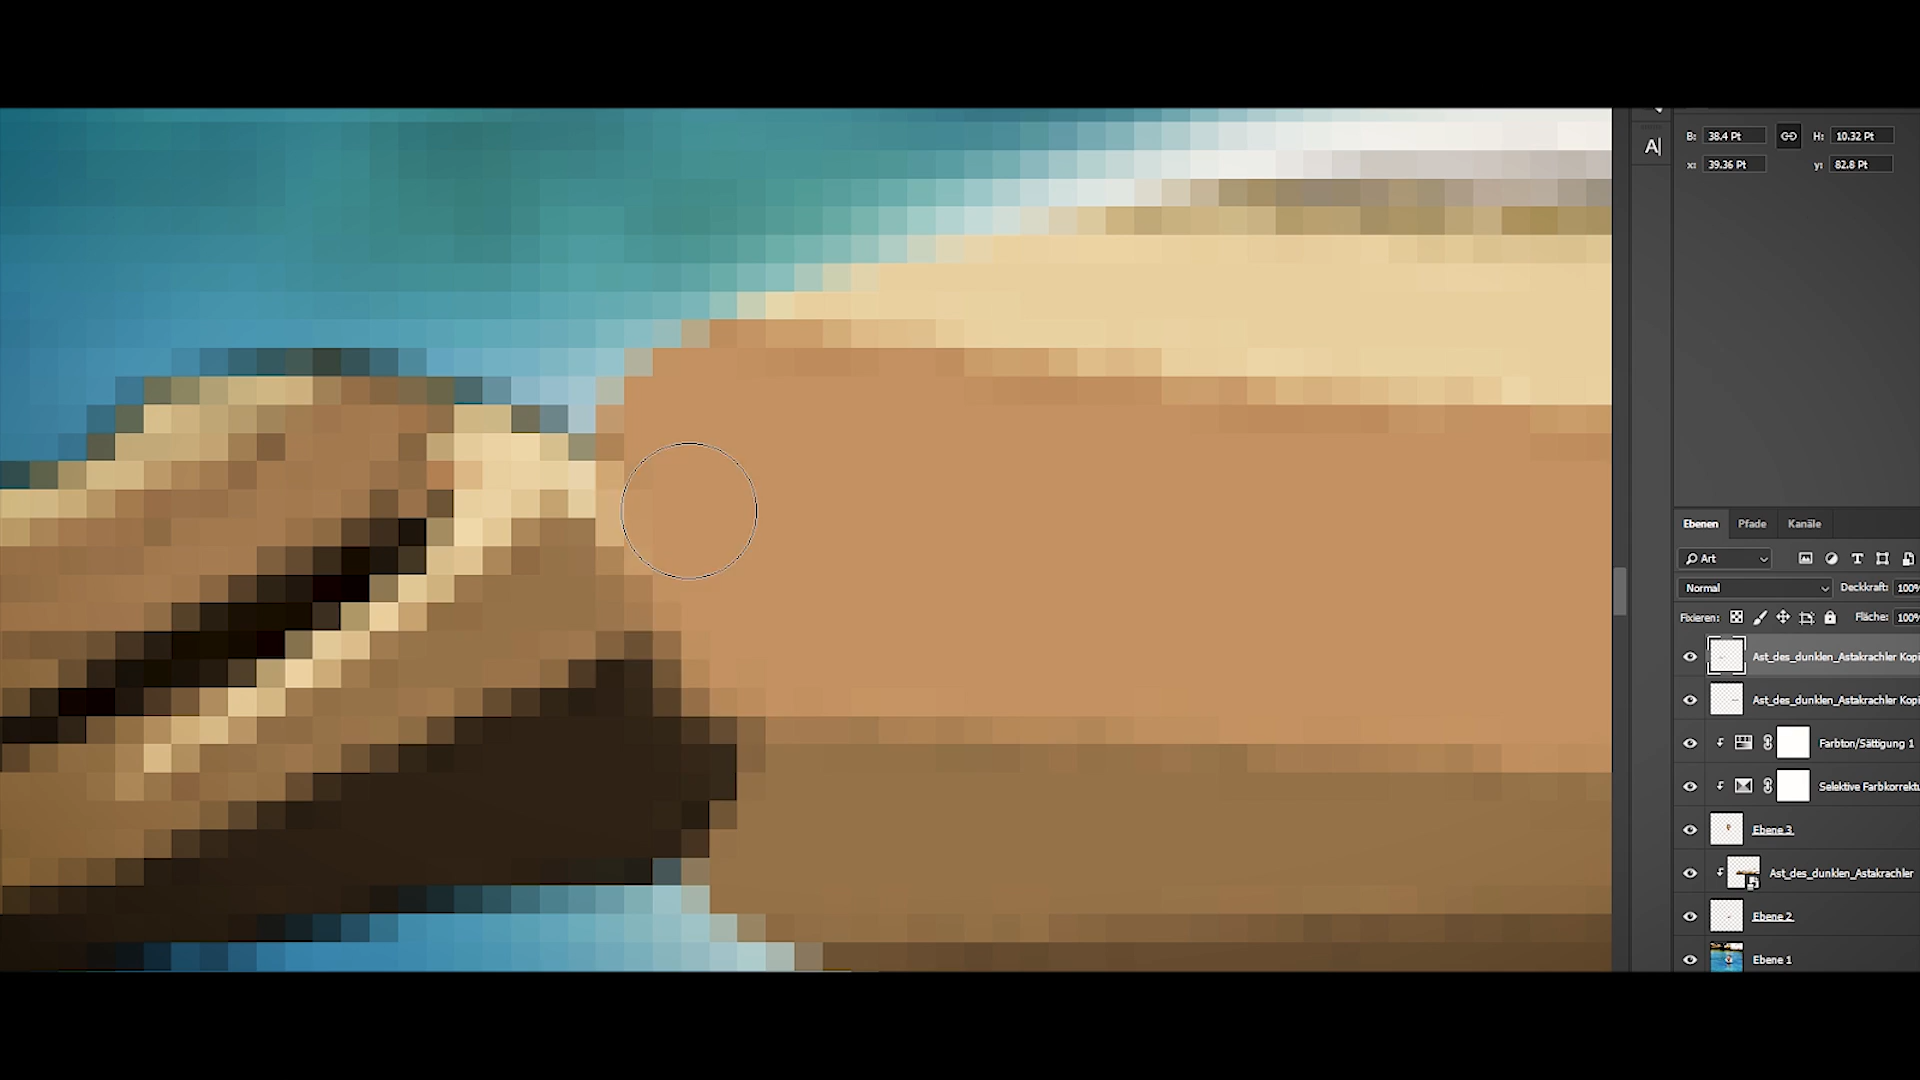 A|
B: 38.4 Pt H: 10.32 Pt
x: 39.36 Pt y: 82.8 Pt
Ebenen Pfade Kanäle
Art
Normal Deckkraft: 100%
Fixieren: Fläche: 100%
Ast_des_dunklen_Astakrachler Kopi
Ast_des_dunklen_Astakrachler Kopi
Farbton/Sättigung 1
Selektive Farbkorrektu
Ebene 3
Ast_des_dunklen_Astakrachler
Ebene 2
Ebene 1